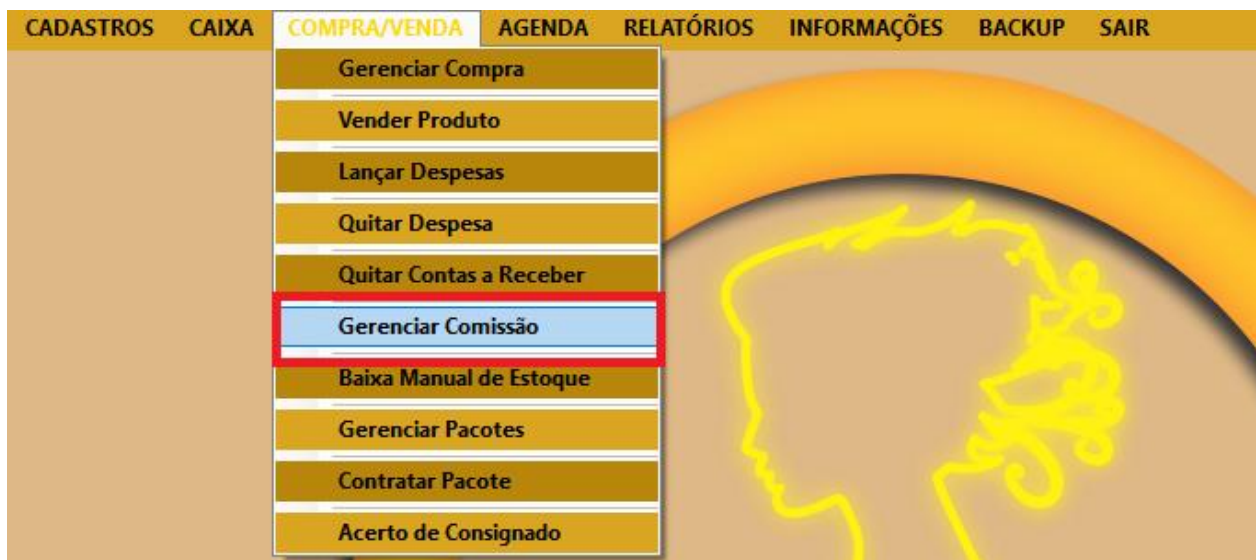 CADASTROS CAIXA COMPRA/VENDA AGENDA RELATÓRIOS INFORMAÇÕES BACKUP SAIR
Gerenciar Compra
Vender Produto
Lançar Despesas
Quitar Despesa
Quitar Contas a Receber
Gerenciar Comissão
Baixa Manual de Estoque
Gerenciar Pacotes
Contratar Pacote
Acerto de Consignado